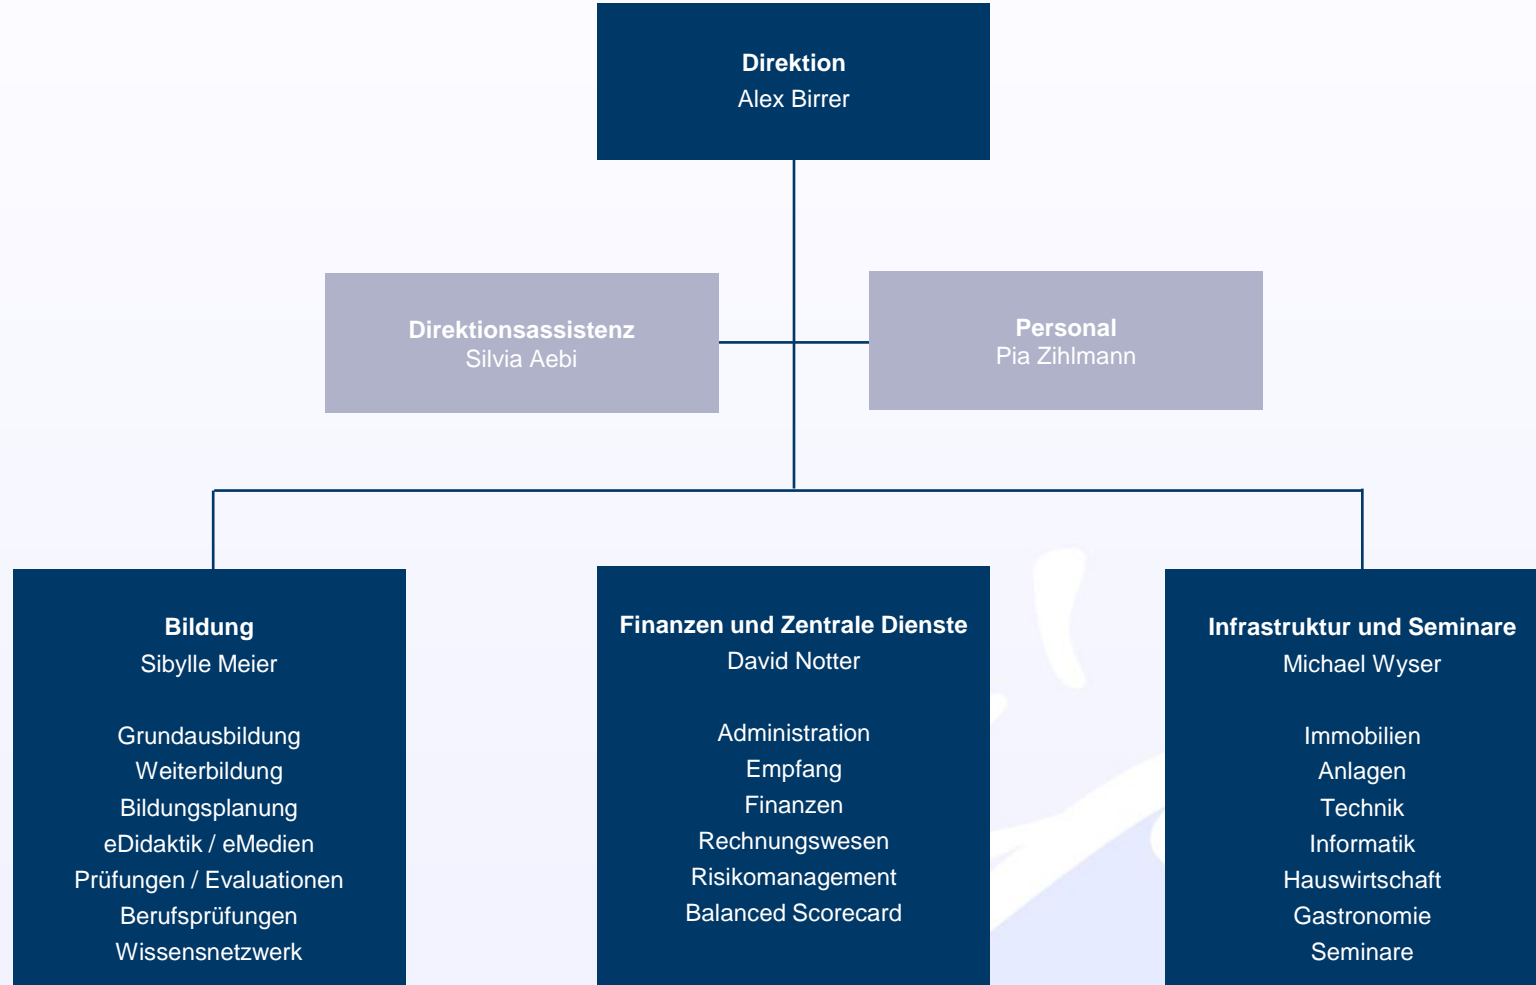 Direktion
Alex Birrer
Direktionsassistenz
Silvia Aebi
Personal
Pia Zihlmann
Bildung
Sibylle Meier
Grundausbildung
Weiterbildung
Bildungsplanung
eDidaktik / eMedien
Prüfungen / Evaluationen
Berufsprüfungen
Wissensnetzwerk
Finanzen und Zentrale Dienste
David Notter
Administration
Empfang
Finanzen
Rechnungswesen
Risikomanagement
Balanced Scorecard
Infrastruktur und Seminare
Michael Wyser
Immobilien
Anlagen
Technik
Informatik
Hauswirtschaft
Gastronomie
Seminare